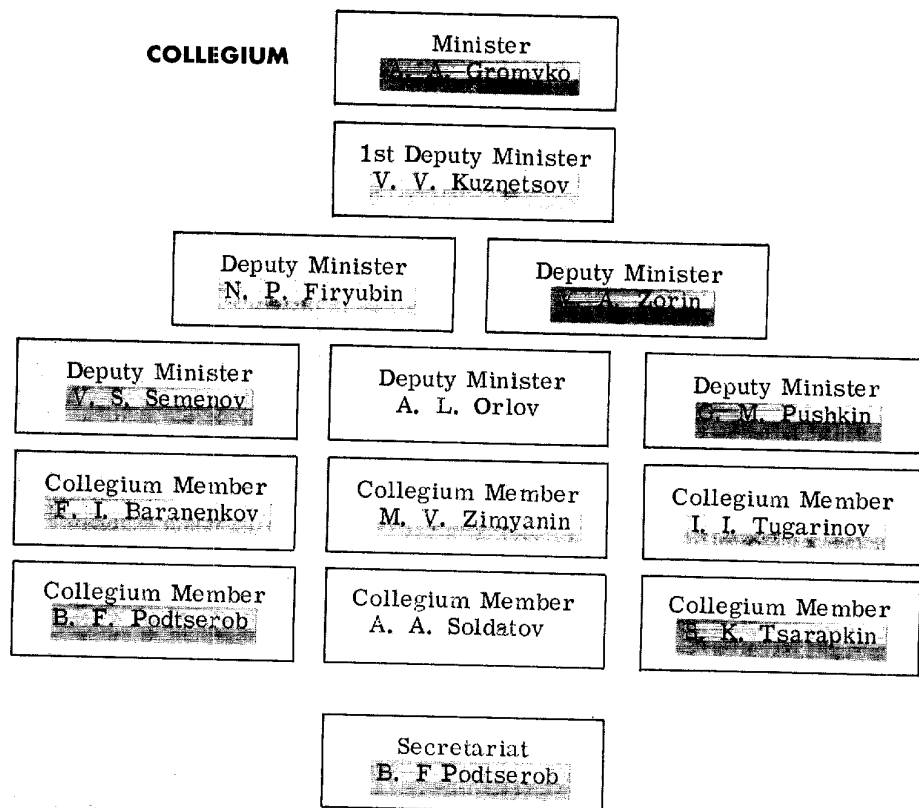 COLLEGIUM
Minister
A. A. Gromyko
1st Deputy Minister
V. V. Kuznetsov
Deputy Minister
N. P. Firyubin
Deputy Minister
V. A. Zorin
Deputy Minister
V. S. Semenov
Deputy Minister
A. L. Orlov
Deputy Minister
G. M. Pushkin
Collegium Member
F. I. Baranenkov
Collegium Member
M. V. Zimyanin
Collegium Member
I. I. Tugarinov
Collegium Member
B. F. Podtserob
Collegium Member
A. A. Soldatov
Collegium Member
S. K. Tsarapkin
Secretariat
B. F Podtserob